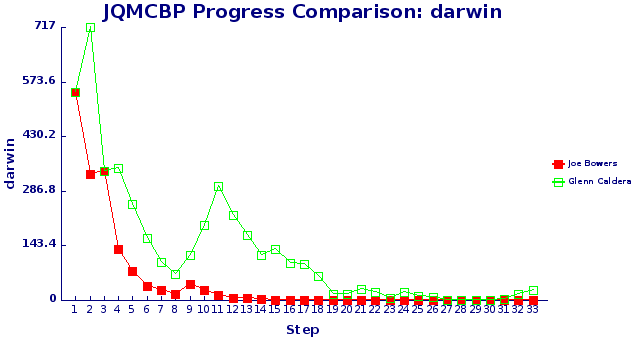 JQMCBP Progress Comparison: darwin
717
573.6
430.2
286.8
143.4
0
darwin
1 2 3 4 5 6 7 8 9 10 11 12 13 14 15 16 17 18 19 20 21 22 23 24 25 26 27 28 29 30 31 32 33
Step
Joe Bowers
Glenn Caldera